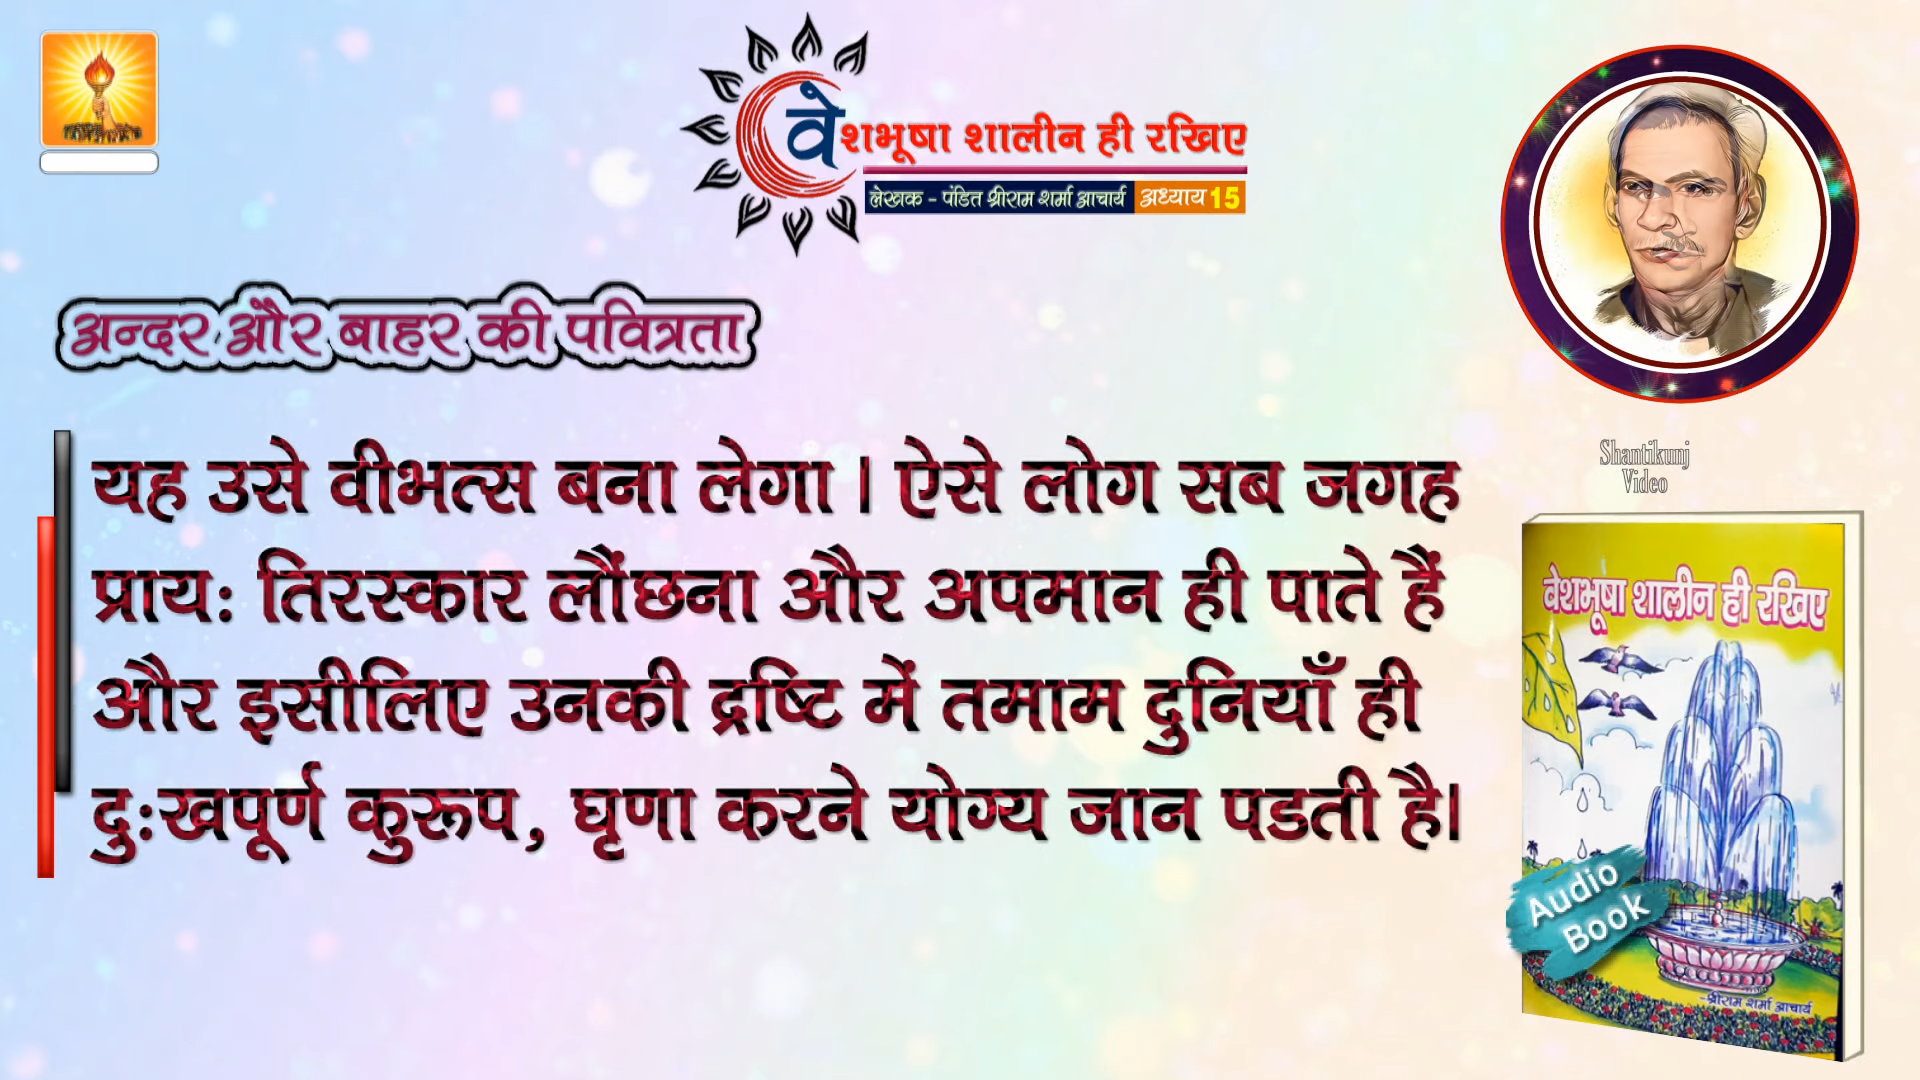 वेशभूषा शालीन ही रखिए
लेखक - पंडित श्रीराम शर्मा आचार्य अध्याय 15
अन्दर और बाहर की पवित्रता
यह उसे वीभत्स बना लेगा । ऐसे लोग सब जगह
प्रायः तिरस्कार लौंछना और अपमान ही पाते हैं
और इसीलिए उनकी द्रष्टि में तमाम दुनियाँ ही
दुःखपूर्ण कुरूप, घृणा करने योग्य जान पडती है।
Shantikunj
Video
वेशभूषा शालीन ही रखिए
Audio
Book
-श्रीराम शर्मा आचार्य